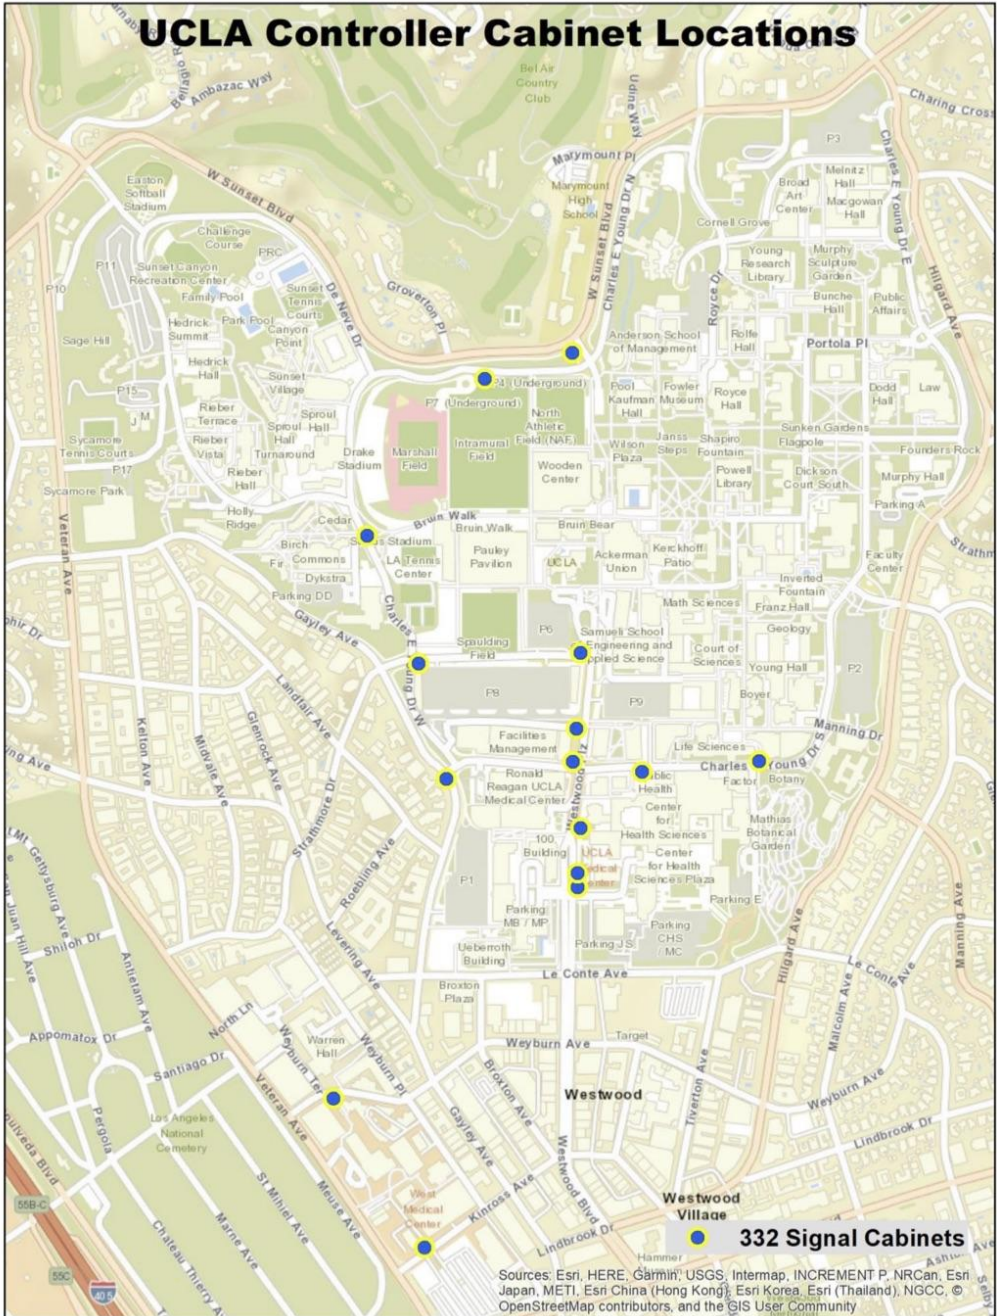 UCLA Controller Cabinet Locations
Ambazac Way
Bel Air
Country
Club
Udine Way
Charing Cross
Marymount Pl
Marymount
High
School
P3
Melnitz
Hall
Macgowan
Hall
Broad
Art
Center
Charles E Young Dr E
Easton
Softball
Stadium
W Sunset Blvd
W Sunset Blvd
Charles E Young Dr N
Cornell Grove
Challenge
Course
PRC
P11
P10
Sunset Canyon
Recreation Center
Family Pool
Park Pool
Sunset
Tennis
Courts
De Neve Dr
Groverton Pl
Young
Research
Library
Murphy
Sculpture
Garden
Bunche
Hall
Public
Affairs
Hilgard Ave
Royce Dr
Canyon
Point
Hedrick
Summit
Sage Hill
Hedrick
Hall
Anderson School
of Management
Rolfe
Hall
Portola Pl
P4 (Underground)
P7 (Underground)
Sunset
Village
P15
J M
Rieber
Terrace
Sproul
Hall
Sproul
Hall
Turnaround
Rieber
Vista
Rieber
Hall
Sycamore
Tennis Courts
P17
Sycamore Park
Drake
Stadium
Marshall
Field
Intramural
Field
North
Athletic
Field (NAF)
Wooden
Center
Pool
Kaufman
Hall
Fowler
Museum
Royce
Hall
Dodd
Hall
Law
Wilson
Plaza
Janss
Steps
Shapiro
Fountain
Sunken Gardens
Flagpole
Founders Rock
Powell
Library
Dickson
Court South
Murphy Hall
Parking A
Veteran Ave
Holly
Ridge
Cedar
Birch
Fir
Commons
Dykstra
Parking DD
Stadium
Bruin Walk
Bruin Walk
Bruin Bear
LA Tennis
Center
Pauley
Pavilion
UCLA
Ackerman
Union
Kerckhoff
Patio
Faculty
Center
Inverted
Fountain
Franz Hall
Math Sciences
Geology
Gayley Ave
Charles E Young Dr W
Spaulding
Field
P6
Samueli School
Engineering and
Applied Science
Court of
Sciences
Young Hall
P2
P8
P9
Boyer
Landfair Ave
Kelton Ave
Midvale Ave
Glenrock Ave
Strathmore Dr
Roebling Ave
Levering Ave
Facilities
Management
Life Sciences
Manning Dr
Charles
Young Dr S
Factor
Botany
Public
Health
Ronald
Reagan UCLA
Medical Center
Center
for
Health Sciences
Mathias
Botanical
Garden
100
Building
UCLA
Medical
Center
Center
for Health
Sciences Plaza
P1
Parking E
Parking
MB / MP
Parking JS
Parking
CHS
/ MC
Ueberroth
Building
Le Conte Ave
Le Conte Ave
Hilgard Ave
Manning Ave
Malcolm Ave
Broxton
Plaza
Gettysburg Ave
Shiloh Dr
Antietam Ave
Appomatox Dr
Santiago Dr
Pergola
North Ln
Warren
Hall
Weyburn Ter
Weyburn Pl
Weyburn Ave
Target
Weyburn Ave
Westwood
Broxton Ave
Gayley Ave
Tiverton Ave
Lindbrook Dr
Veteran Ave
Los Angeles
National
Cemetery
St Mihiel Ave
Meuse Ave
Marne Ave
Chateau Thierry Ave
West
Medical
Center
Kinross Ave
Westwood Blvd
Lindbrook Dr
Westwood
Village
Hammer
55B-C
55C
405
332 Signal Cabinets
Sources: Esri, HERE, Garmin, USGS, Intermap, INCREMENT P, NRCan, Esri
Japan, METI, Esri China (Hong Kong), Esri Korea, Esri (Thailand), NGCC, ©
OpenStreetMap contributors, and the GIS User Community